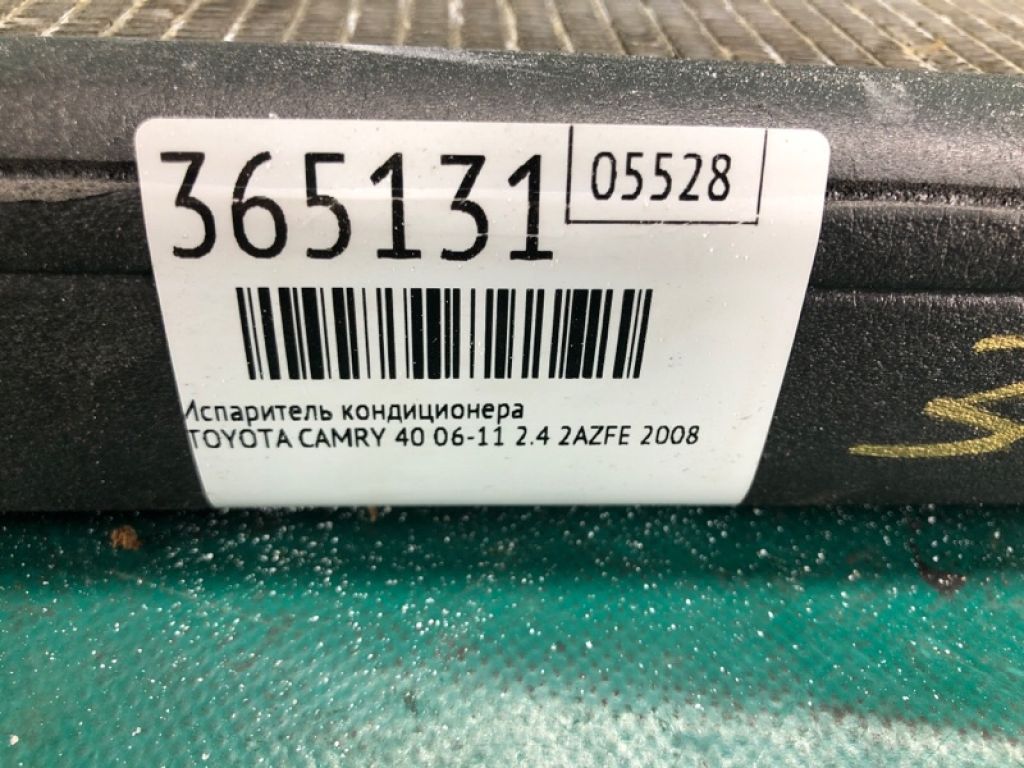 365131
05528
Испаритель кондиционера
TOYOTA CAMRY 40 06-11 2.4 2AZFE 2008